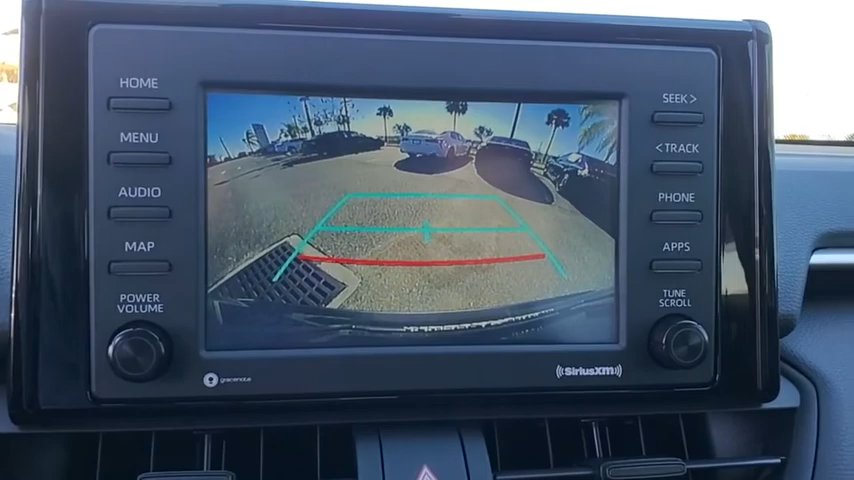 HOME
MENU
AUDIO
MAP
POWER
VOLUME
SEEK >
< TRACK
PHONE
APPS
TUNE
SCROLL
gracenote
SiriusXM